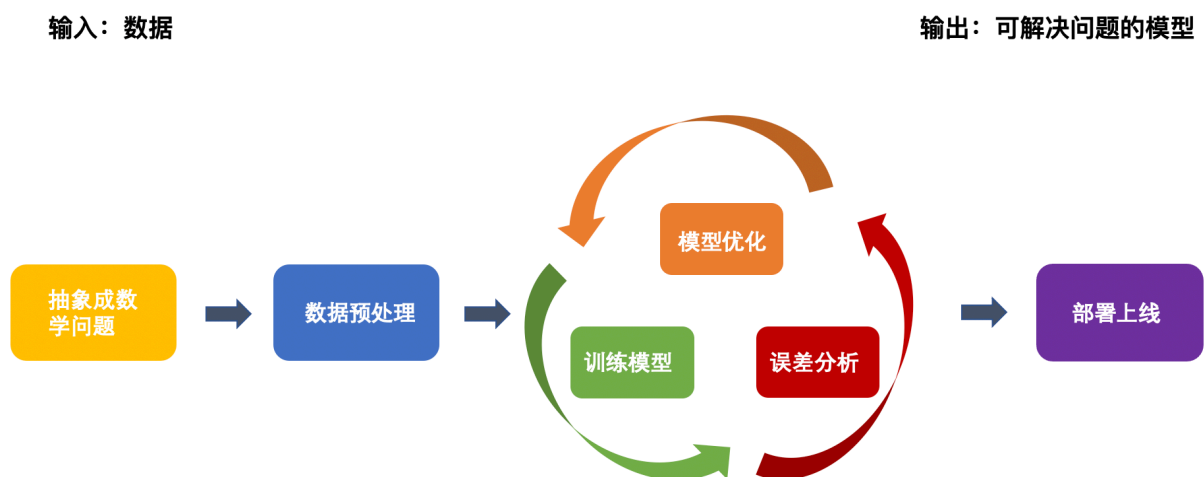 输入：数据
输出：可解决问题的模型
模型优化
抽象成数
学问题
数据预处理
部署上线
训练模型
误差分析